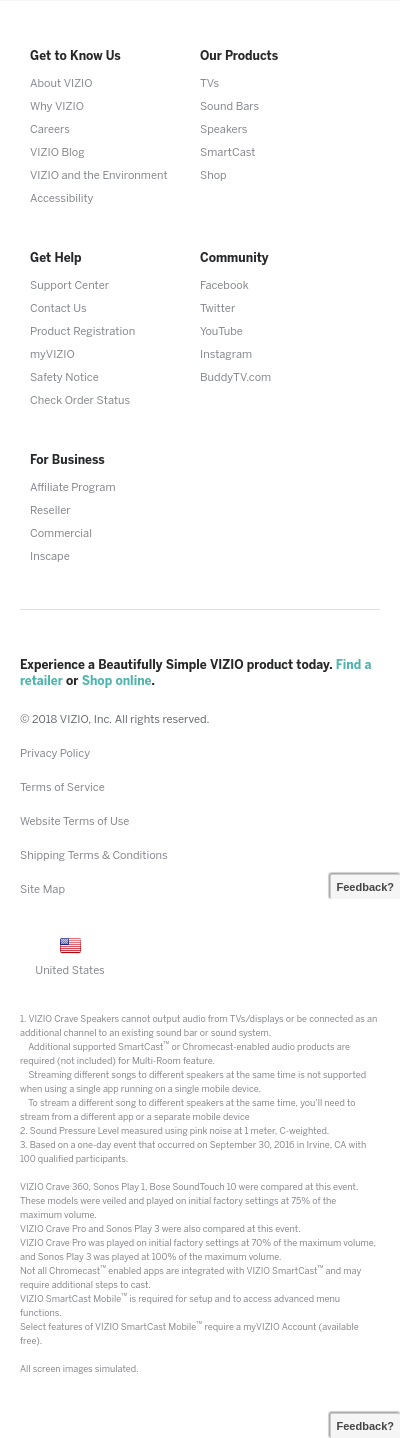 Get to Know Us
About VIZIO
Why VIZIO
Careers
VIZIO Blog
VIZIO and the Environment
Accessibility
Our Products
TVs
Sound Bars
Speakers
SmartCast
Shop
Get Help
Support Center
Contact Us
Product Registration
myVIZIO
Safety Notice
Check Order Status
Community
Facebook
Twitter
YouTube
Instagram
BuddyTV.com
For Business
Affiliate Program
Reseller
Commercial
Inscape
Experience a Beautifully Simple VIZIO product today. Find a
retailer or Shop online.
© 2018 VIZIO, Inc. All rights reserved.
Privacy Policy
Terms of Service
Website Terms of Use
Shipping Terms & Conditions
Site Map
Feedback?
United States
1. VIZIO Crave Speakers cannot output audio from TVs/displays or be connected as an
additional channel to an existing sound bar or sound system.
Additional supported SmartCast™ or Chromecast-enabled audio products are
required (not included) for Multi-Room feature.
Streaming different songs to different speakers at the same time is not supported
when using a single app running on a single mobile device.
To stream a different song to different speakers at the same time, you'll need to
stream from a different app or a separate mobile device
2. Sound Pressure Level measured using pink noise at 1 meter, C-weighted.
3. Based on a one-day event that occurred on September 30, 2016 in Irvine, CA with
100 qualified participants.
VIZIO Crave 360, Sonos Play 1, Bose SoundTouch 10 were compared at this event.
These models were veiled and played on initial factory settings at 75% of the
maximum volume.
VIZIO Crave Pro and Sonos Play 3 were also compared at this event.
VIZIO Crave Pro was played on initial factory settings at 70% of the maximum volume,
and Sonos Play 3 was played at 100% of the maximum volume.
Not all Chromecast™ enabled apps are integrated with VIZIO SmartCast™ and may
require additional steps to cast.
VIZIO SmartCast Mobile™ is required for setup and to access advanced menu
functions.
Select features of VIZIO SmartCast Mobile™ require a myVIZIO Account (available
free).
All screen images simulated.
Feedback?